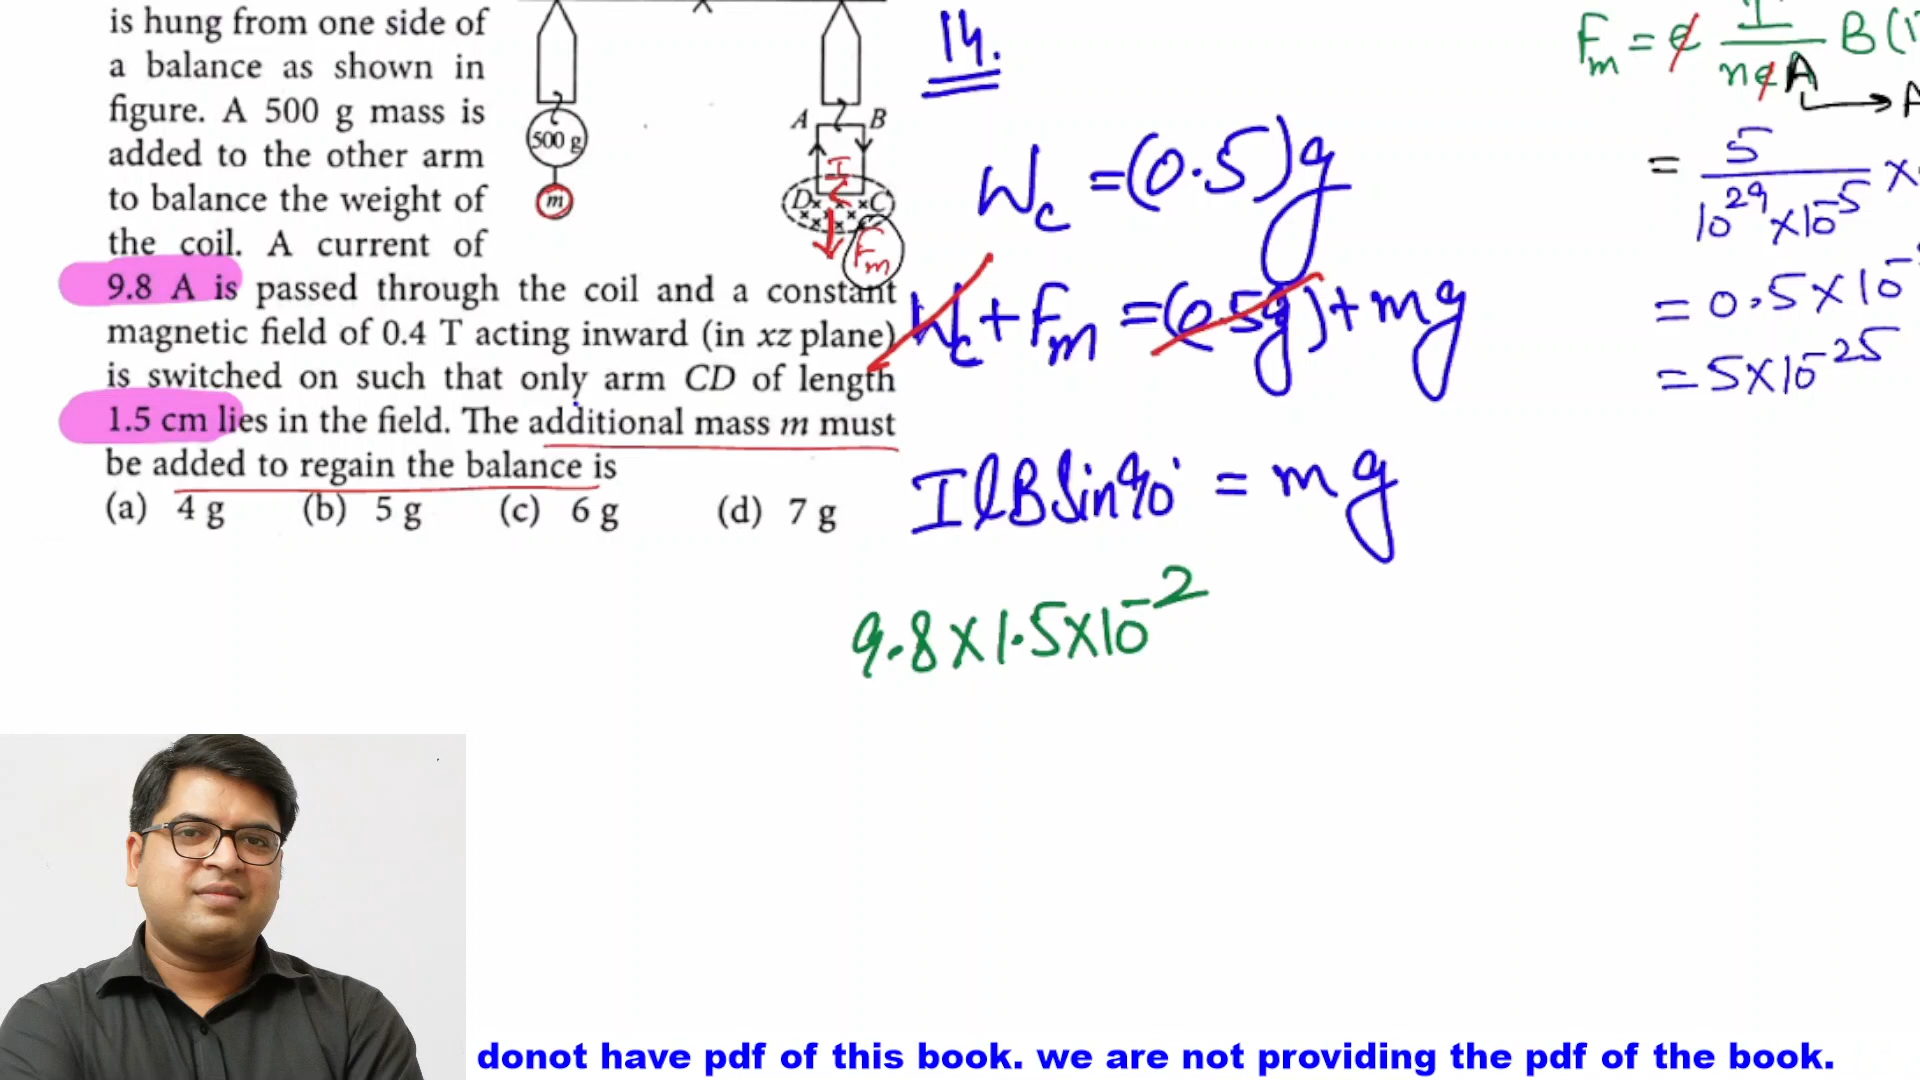 is hung from one side of
a balance as shown in
figure. A 500 g mass is
added to the other arm
to balance the weight of
the coil. A current of
9.8 A is passed through the coil and a constant
magnetic field of 0.4 T acting inward (in xz plane)
is switched on such that only arm CD of length
1.5 cm lies in the field. The additional mass m must
be added to regain the balance is
(a) 4 g (b) 5 g (c) 6 g (d) 7 g
500 g
m
A B
I
D C
Fm
14.
Wc = (0.5)g
Wc + Fm = (0.5g) + mg
IlB Sin90° = mg
9.8 × 1.5 × 10^-2
Fm = e I/neA B (
A
= 5/10^29 × 10^-5 ×
= 0.5 × 10^-
= 5 × 10^-25
donot have pdf of this book. we are not providing the pdf of the book.